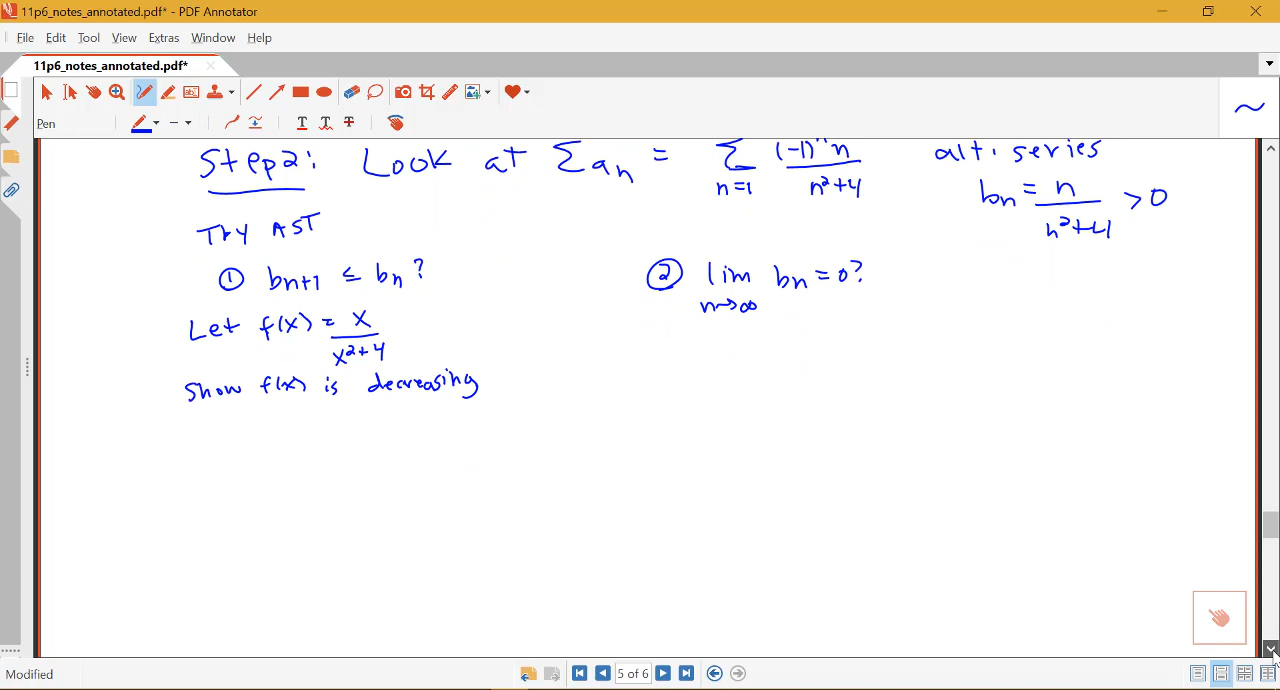 11p6_notes_annotated.pdf* - PDF Annotator
File Edit Tool View Extras Window Help
11p6_notes_annotated.pdf*
Pen
Step2: Look at Σan = Σ (-1)^n n / n²+4 alt. series
n=1
bn = n / n²+4 > 0
Try AST
① bn+1 ≤ bn?
② lim bn = 0?
n→∞
Let f(x) = x / x²+4
Show f(x) is decreasing
Modified
5 of 6